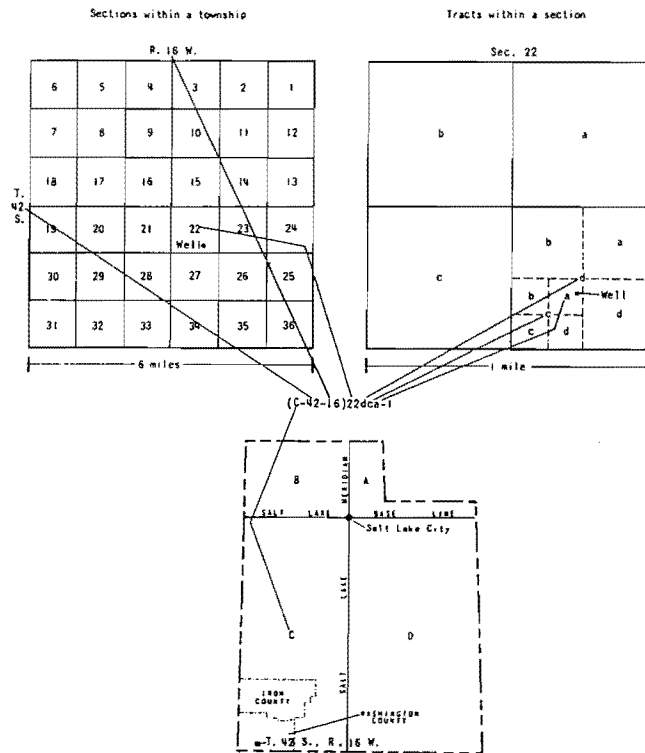 Sections within a township
Tracts within a section
R. 16 W.
Sec. 22
6 5 4 3 2 1
7 8 9 10 11 12
18 17 16 15 14 13
T. 42 S.
19 20 21 22 23 24
Well
30 29 28 27 26 25
31 32 33 34 35 36
6 miles
b a
c
b a
d
b a
Well
c
c d
d
1 mile
(C-42-16)22dca-1
B A
MERIDIAN
SALT LAKE BASE LINE
Salt Lake City
LAKE
C D
SALT
IRON
COUNTY
WASHINGTON
COUNTY
T. 42 S., R. 16 W.